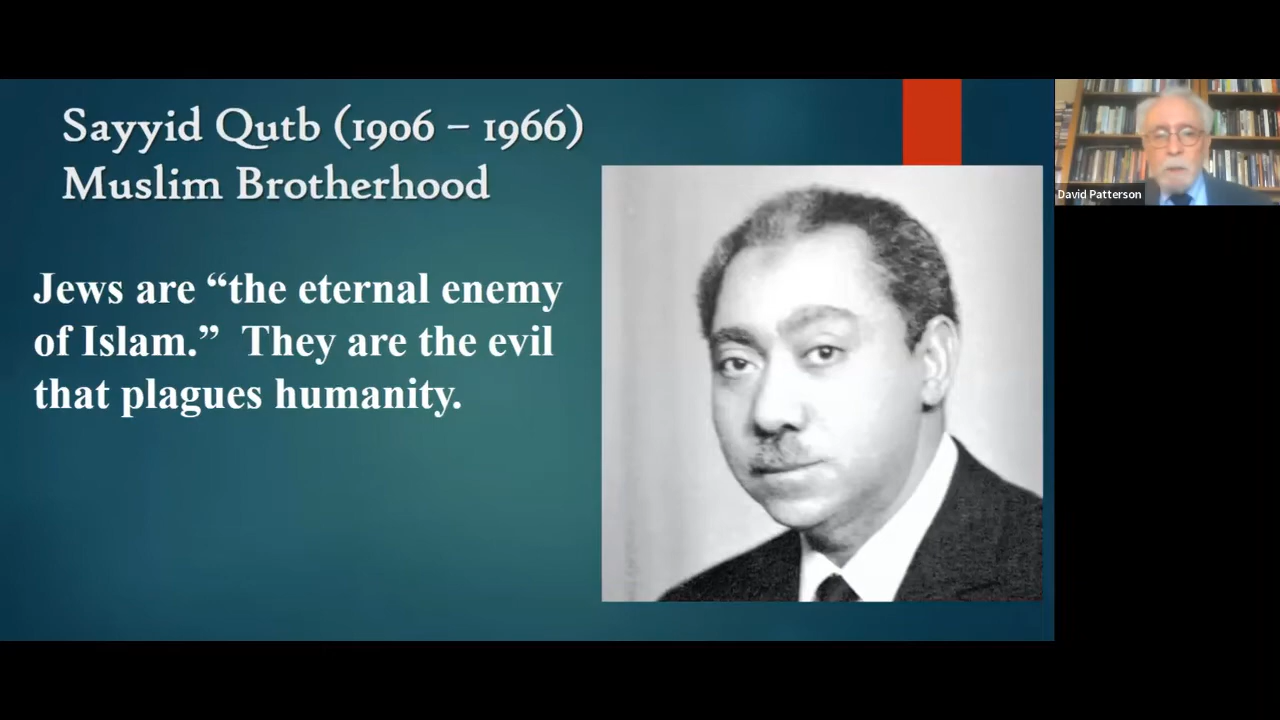 Sayyid Qutb (1906 – 1966)
Muslim Brotherhood
Jews are “the eternal enemy
of Islam.”  They are the evil
that plagues humanity.
David Patterson